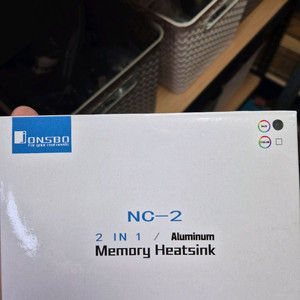 JONSBO
NC-2
2 IN 1 / Aluminum
Memory Heatsink